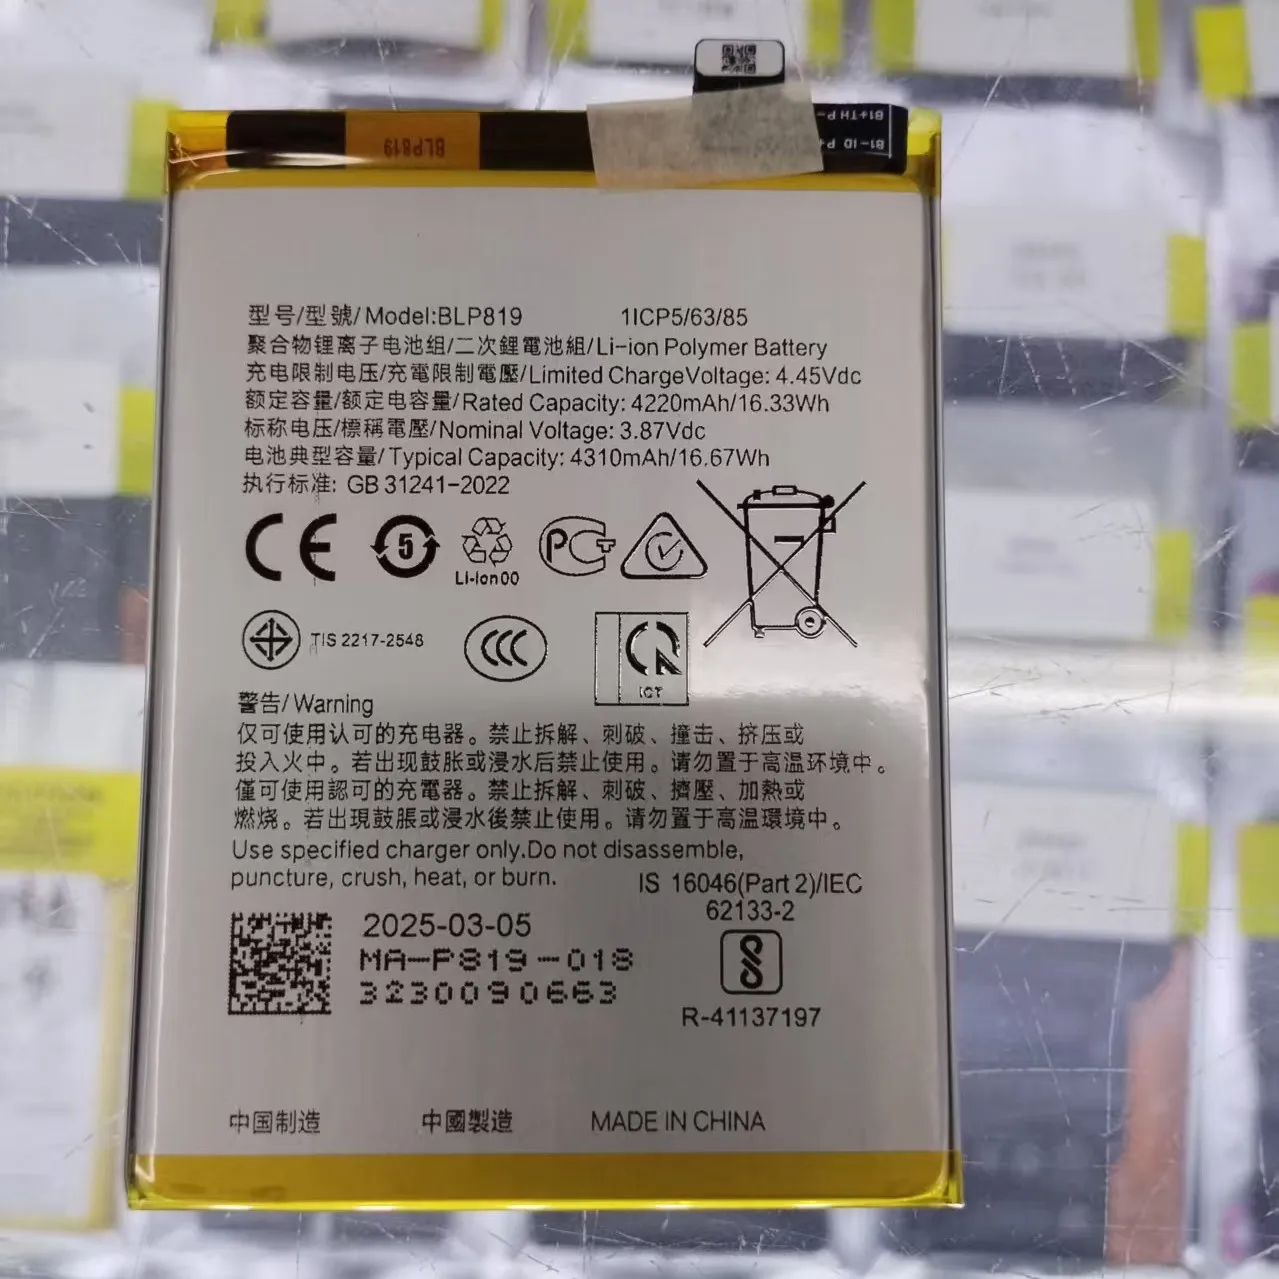 BLP819
B1+TH P-
B1-ID P+
型号/型號/Model:BLP819 1ICP5/63/85
聚合物锂离子电池组/二次鋰電池組/Li-ion Polymer Battery
充电限制电压/充電限制電壓/Limited ChargeVoltage: 4.45Vdc
额定容量/额定电容量/Rated Capacity: 4220mAh/16.33Wh
标称电压/標稱電壓/Nominal Voltage: 3.87Vdc
电池典型容量/Typical Capacity: 4310mAh/16.67Wh
执行标准: GB 31241-2022
CE 5 Li-ion00 PCT
TIS 2217-2548 CCC ICT
警告/Warning
仅可使用认可的充电器。禁止拆解、刺破、撞击、挤压或
投入火中。若出现鼓胀或浸水后禁止使用。请勿置于高温环境中。
僅可使用認可的充電器。禁止拆解、刺破、擠壓、加熱或
燃烧。若出現鼓脹或浸水後禁止使用。请勿置于高温環境中。
Use specified charger only.Do not disassemble,
puncture, crush, heat, or burn.
IS 16046(Part 2)/IEC
62133-2
2025-03-05
MA-P819-018
3230090663
R-41137197
中国制造 中國製造 MADE IN CHINA